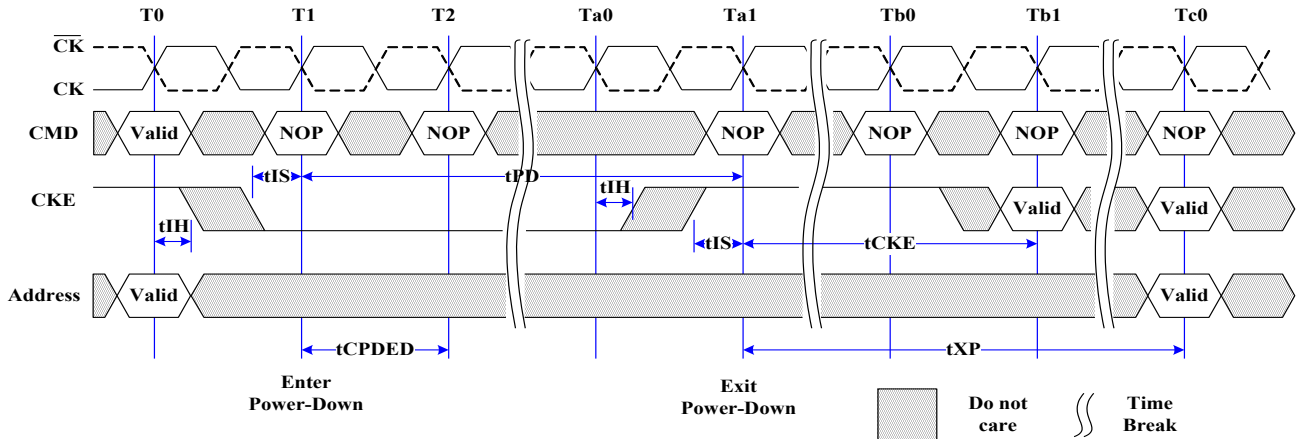 T0 T1 T2 Ta0 Ta1 Tb0 Tb1 Tc0
CK
CK
CMD Valid NOP NOP NOP NOP NOP NOP
tIS tPD tIH
CKE Valid Valid
tIH tIS tCKE
Address Valid Valid
tCPDED tXP
Enter
Power-Down
Exit
Power-Down
Do not
care
Time
Break